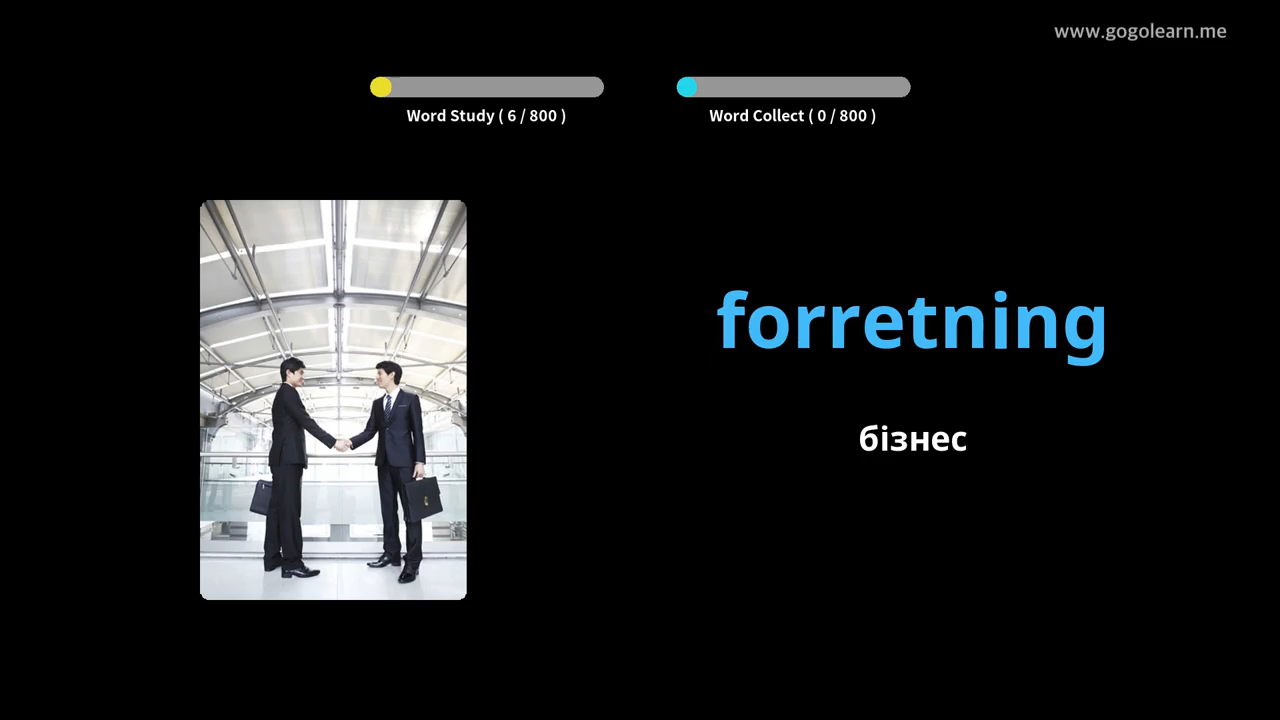 www.gogolearn.me
Word Study ( 6 / 800 )
Word Collect ( 0 / 800 )
forretning
бізнес